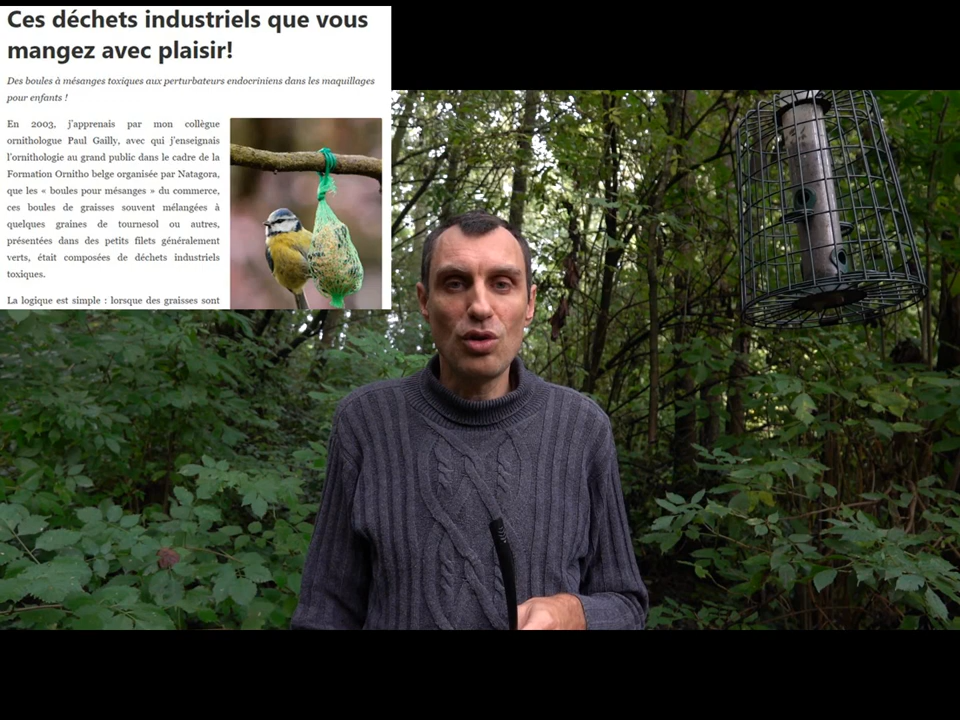 Ces déchets industriels que vous
mangez avec plaisir!
Des boules à mésanges toxiques aux perturbateurs endocriniens dans les maquillages
pour enfants !
En 2003, j'apprenais par mon collègue
ornithologue Paul Gailly, avec qui j'enseignais
l'ornithologie au grand public dans le cadre de la
Formation Ornitho belge organisée par Natagora,
que les « boules pour mésanges » du commerce,
ces boules de graisses souvent mélangées à
quelques graines de tournesol ou autres,
présentées dans des petits filets généralement
verts, était composées de déchets industriels
toxiques.
La logique est simple : lorsque des graisses sont